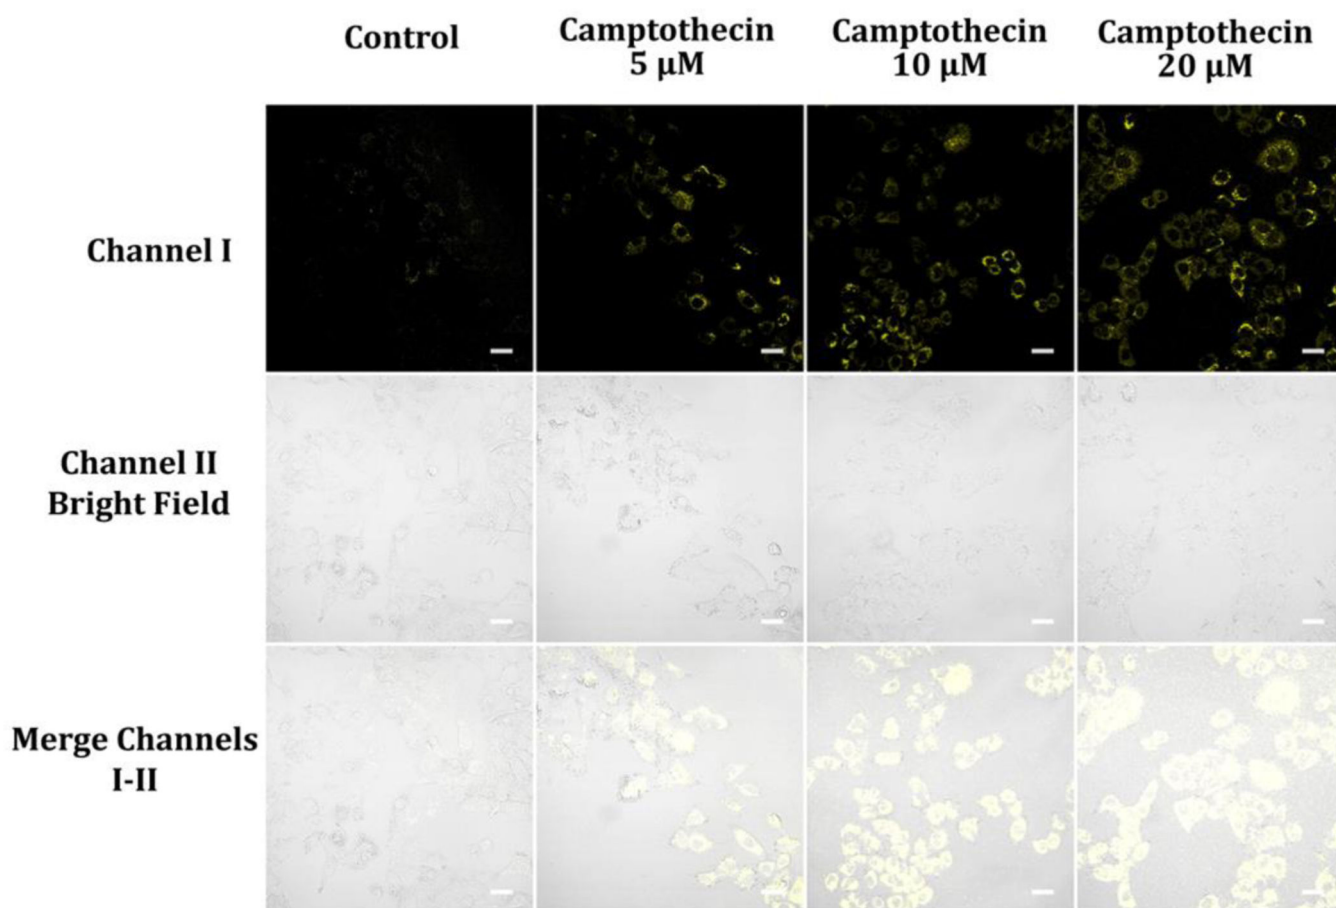 Control
Camptothecin
5 μM
Camptothecin
10 μM
Camptothecin
20 μM
Channel I
Channel II
Bright Field
Merge Channels
I-II